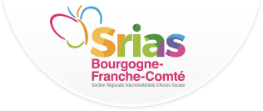 Srias
Bourgogne-
Franche-Comté
Section Régionale Interministérielle d'Action Sociale